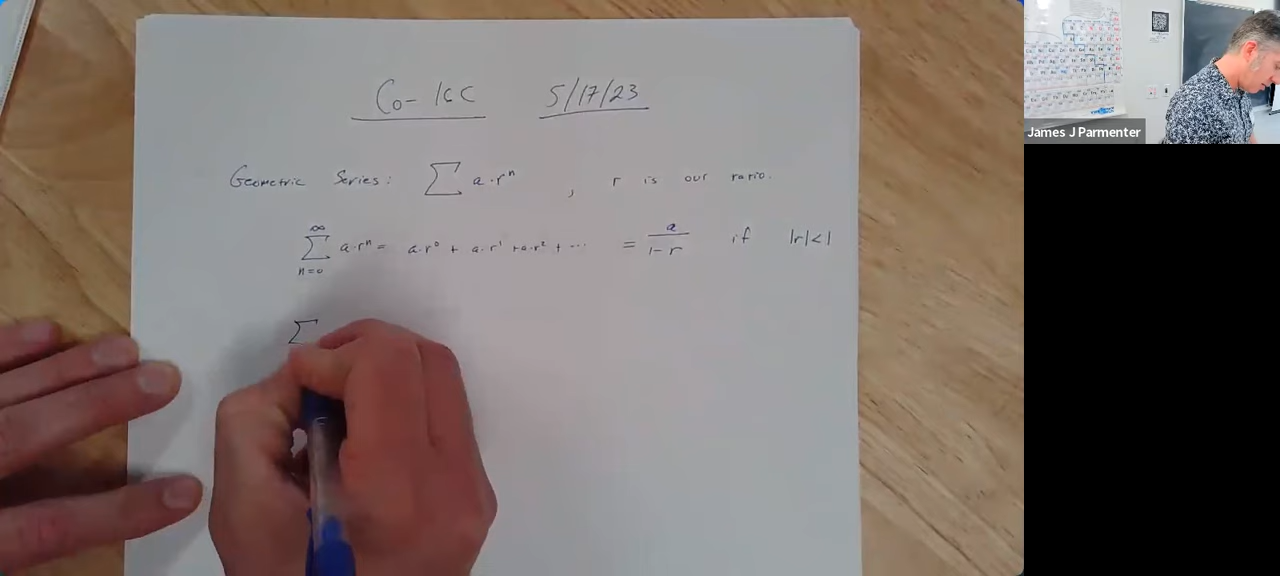 Co-16C 5/17/23
Geometric Series: ∑ a·rⁿ , r is our ratio.
∞
∑ a·rⁿ = a·r⁰ + a·r¹ + a·r² + ··· = a/(1-r) if |r|<1
n=0
∑
James J Parmenter